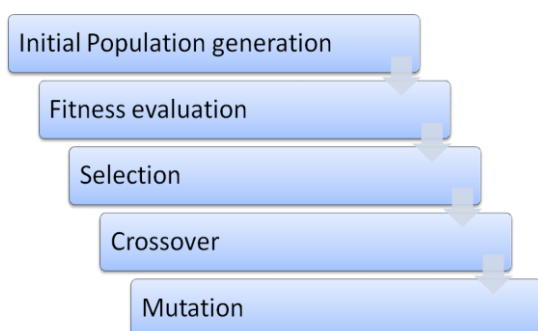 Initial Population generation
Fitness evaluation
Selection
Crossover
Mutation